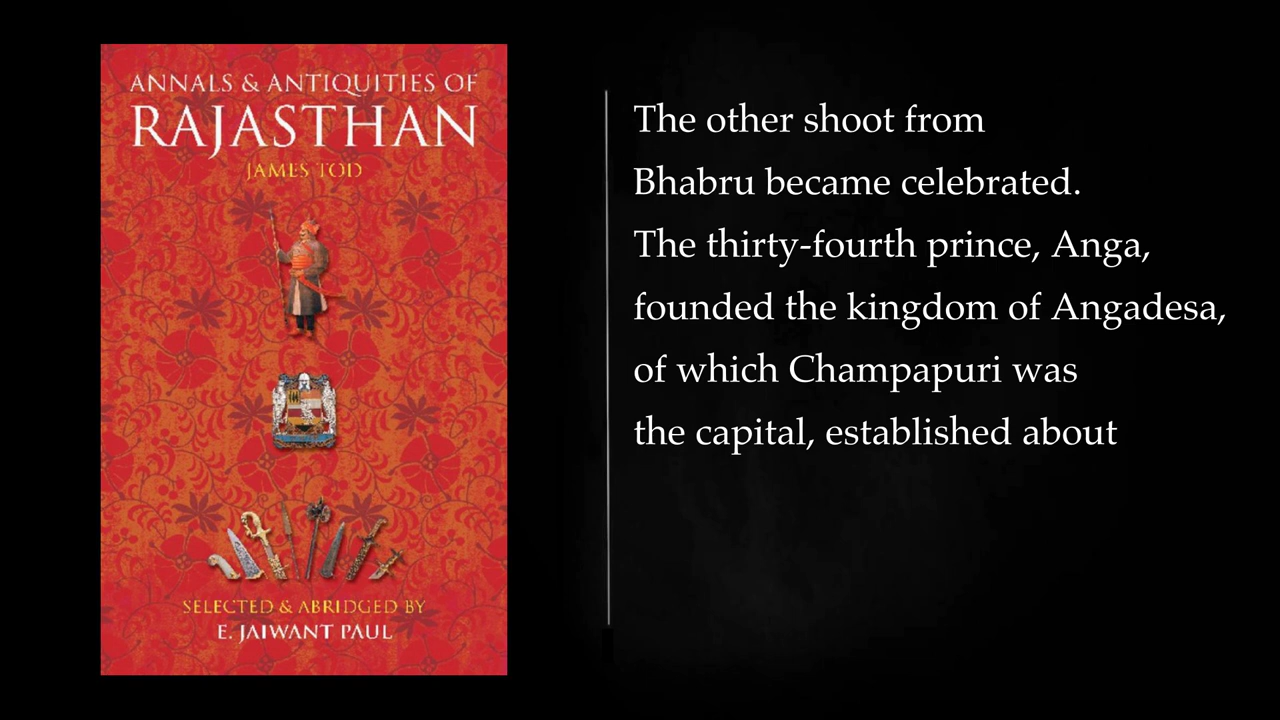 ANNALS & ANTIQUITIES OF
RAJASTHAN
JAMES TOD
SELECTED & ABRIDGED BY
E. JAIWANT PAUL
The other shoot from
Bhabru became celebrated.
The thirty-fourth prince, Anga,
founded the kingdom of Angadesa,
of which Champapuri was
the capital, established about